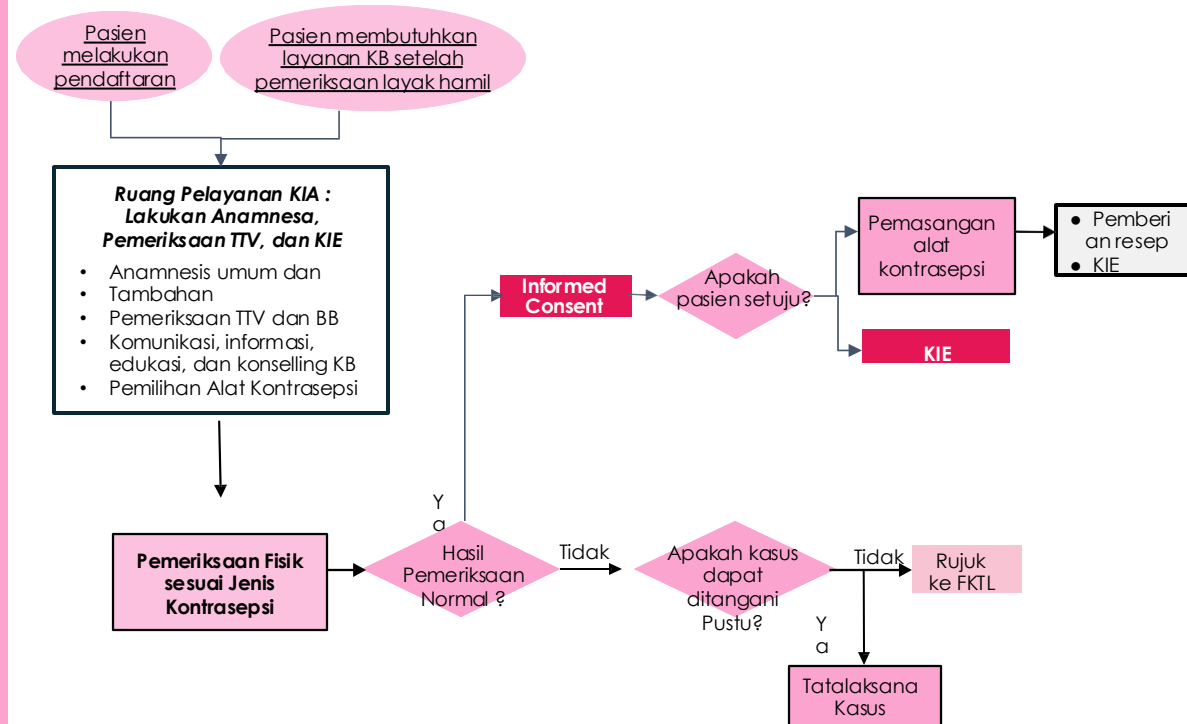 Pasien
melakukan
pendaftaran
Pasien membutuhkan
layanan KB setelah
pemeriksaan layak hamil
Ruang Pelayanan KIA :
Lakukan Anamnesa,
Pemeriksaan TTV, dan KIE
• Anamnesis umum dan
• Tambahan
• Pemeriksaan TTV dan BB
• Komunikasi, informasi,
edukasi, dan konselling KB
• Pemilihan Alat Kontrasepsi
Informed
Consent
Apakah
pasien setuju?
Pemasangan
alat
kontrasepsi
● Pemberi
an resep
● KIE
KIE
Pemeriksaan Fisik
sesuai Jenis
Kontrasepsi
Y
a
Hasil
Pemeriksaan
Normal ?
Tidak
Apakah kasus
dapat
ditangani
Pustu?
Tidak
Rujuk
ke FKTL
Y
a
Tatalaksana
Kasus